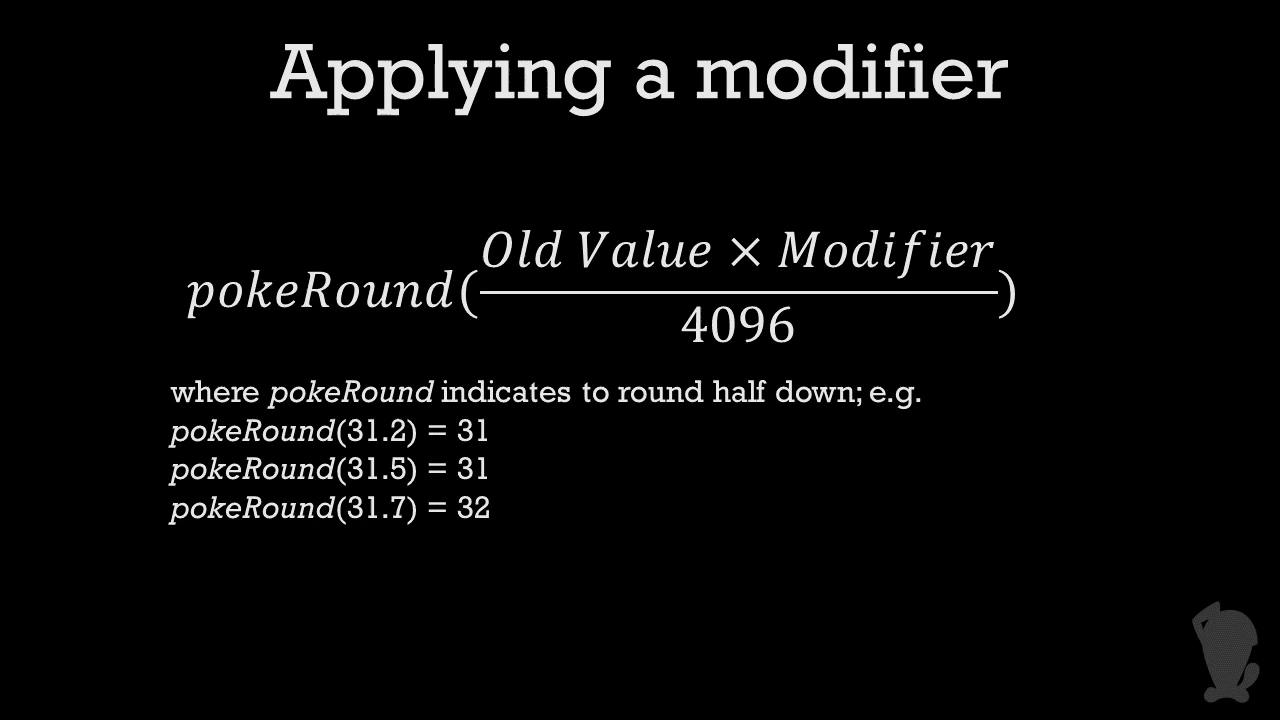 Applying a modifier
pokeRound(Old Value × Modifier
4096)
where pokeRound indicates to round half down; e.g.
pokeRound(31.2) = 31
pokeRound(31.5) = 31
pokeRound(31.7) = 32